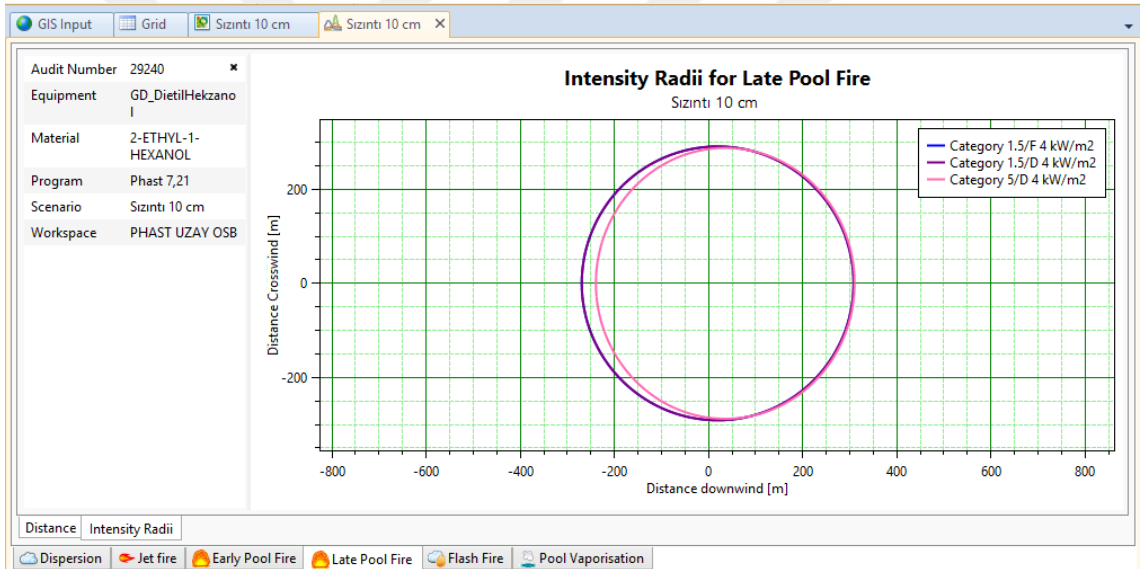 GIS Input
Grid
Sızıntı 10 cm
Sızıntı 10 cm
Audit Number 29240
Equipment GD_DietilHekzano
l
Material 2-ETHYL-1-
HEXANOL
Program Phast 7,21
Scenario Sızıntı 10 cm
Workspace PHAST UZAY OSB
Intensity Radii for Late Pool Fire
Sızıntı 10 cm
Category 1.5/F 4 kW/m2
Category 1.5/D 4 kW/m2
Category 5/D 4 kW/m2
Distance Crosswind [m]
200
0
-200
-800 -600 -400 -200 0 200 400 600 800
Distance downwind [m]
Distance Intensity Radii
Dispersion Jet fire Early Pool Fire Late Pool Fire Flash Fire Pool Vaporisation